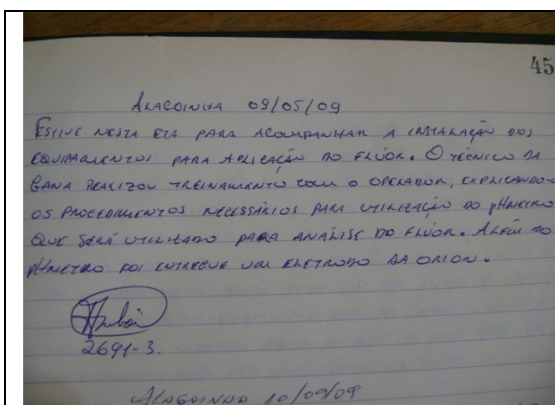 45
ALAGOINHA 09/05/09
ESTIVE NESTA ETA PARA ACOMPANHAR A INSTALAÇÃO DOS
EQUIPAMENTOS PARA APLICAÇÃO DO FLÚOR. O TÉCNICO DA
REALIZOU TREINAMENTO COM O OPERADOR, EXPLICANDO
OS PROCEDIMENTOS NECESSÁRIOS PARA UTILIZAÇÃO DO pHMETRO
QUE SERÁ UTILIZADO PARA ANÁLISE DO FLÚOR. ALÉM DO
pHMETRO FOI ENTREGUE UM ELETRODO DA ORION.
2691-3.
ALAGOINHA 10/09/09